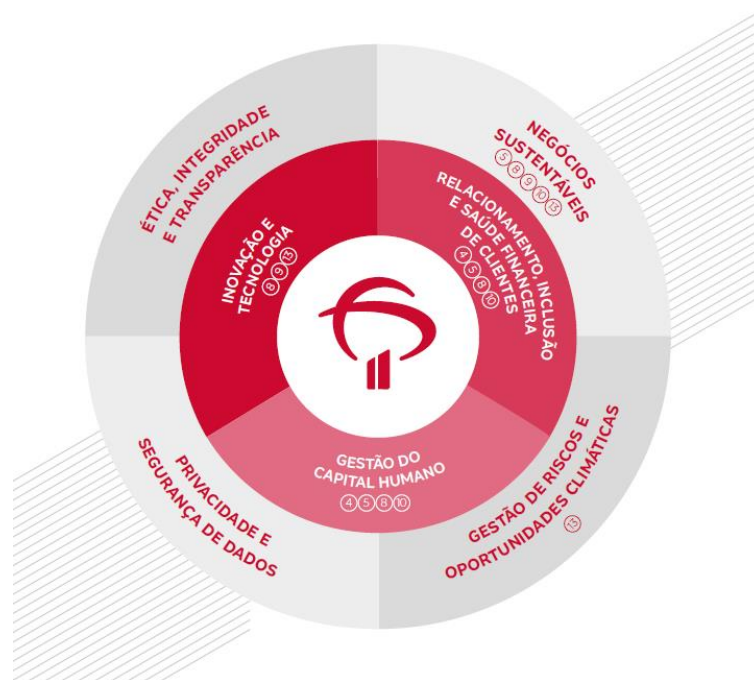 ÉTICA, INTEGRIDADE
E TRANSPARÊNCIA
NEGÓCIOS
SUSTENTÁVEIS
5 8 9 10 13
INOVAÇÃO E
TECNOLOGIA
8 9 13
RELACIONAMENTO, INCLUSÃO
E SAÚDE FINANCEIRA
DE CLIENTES
4 5 8 10
GESTÃO DO
CAPITAL HUMANO
4 5 8 10
PRIVACIDADE E
SEGURANÇA DE DADOS
GESTÃO DE RISCOS E
OPORTUNIDADES CLIMÁTICAS
13